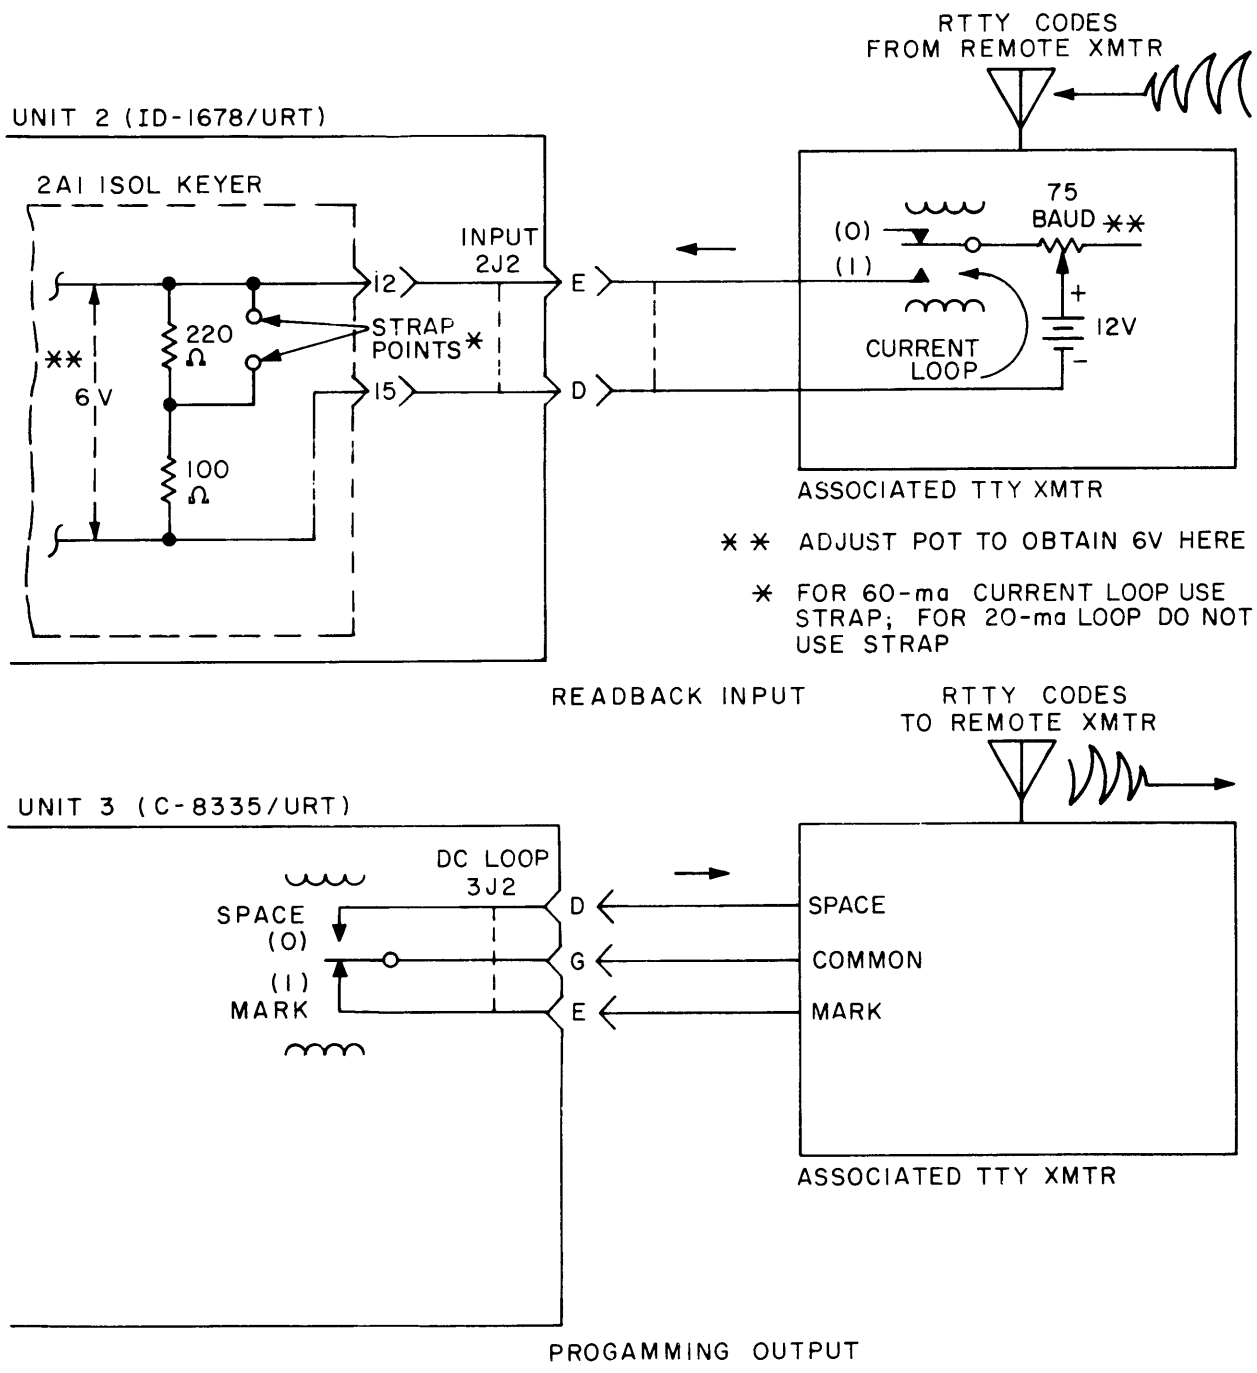 RTTY CODES
FROM REMOTE XMTR
UNIT 2 (ID-1678/URT)
2A1 ISOL KEYER
INPUT
2J2
75
BAUD **
(0)
(1)
12
E
STRAP
POINTS *
220
Ω
**
6V
+
12V
-
CURRENT
LOOP
15
D
100
Ω
ASSOCIATED TTY XMTR
** ADJUST POT TO OBTAIN 6V HERE
* FOR 60-ma CURRENT LOOP USE
STRAP; FOR 20-ma LOOP DO NOT
USE STRAP
READBACK INPUT
RTTY CODES
TO REMOTE XMTR
UNIT 3 (C-8335/URT)
DC LOOP
3J2
SPACE
(0)
(1)
MARK
D
G
E
SPACE
COMMON
MARK
ASSOCIATED TTY XMTR
PROGAMMING OUTPUT